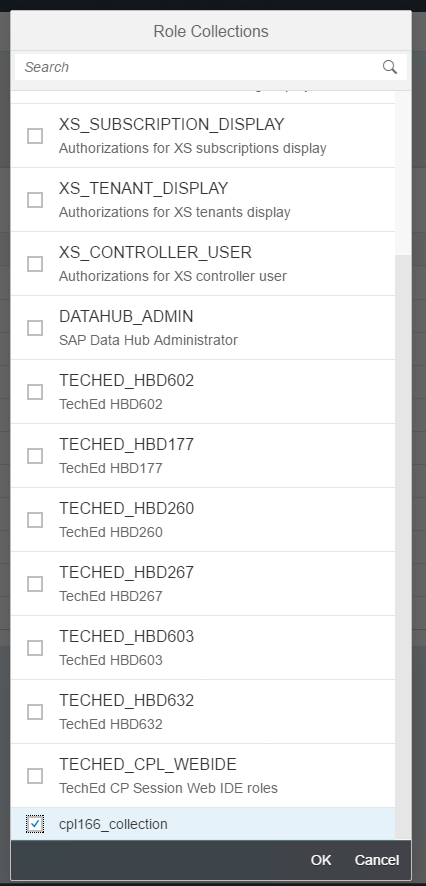 Role Collections
Search
XS_SUBSCRIPTION_DISPLAY
Authorizations for XS subscriptions display
XS_TENANT_DISPLAY
Authorizations for XS tenants display
XS_CONTROLLER_USER
Authorizations for XS controller user
DATAHUB_ADMIN
SAP Data Hub Administrator
TECHED_HBD602
TechEd HBD602
TECHED_HBD177
TechEd HBD177
TECHED_HBD260
TechEd HBD260
TECHED_HBD267
TechEd HBD267
TECHED_HBD603
TechEd HBD603
TECHED_HBD632
TechEd HBD632
TECHED_CPL_WEBIDE
TechEd CP Session Web IDE roles
cpl166_collection
OK Cancel